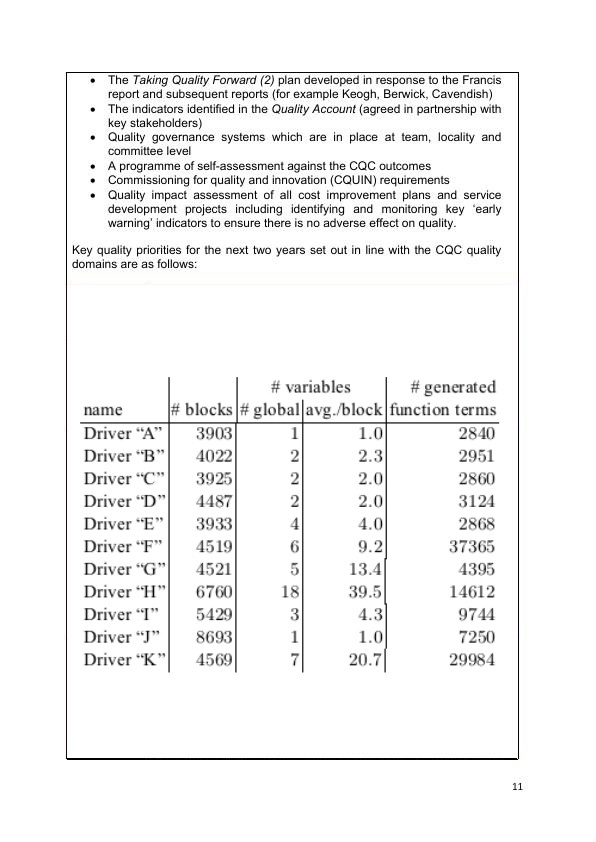 • The Taking Quality Forward (2) plan developed in response to the Francis
report and subsequent reports (for example Keogh, Berwick, Cavendish)
• The indicators identified in the Quality Account (agreed in partnership with
key stakeholders)
• Quality governance systems which are in place at team, locality and
committee level
• A programme of self-assessment against the CQC outcomes
• Commissioning for quality and innovation (CQUIN) requirements
• Quality impact assessment of all cost improvement plans and service
development projects including identifying and monitoring key ‘early
warning’ indicators to ensure there is no adverse effect on quality.
Key quality priorities for the next two years set out in line with the CQC quality
domains are as follows:
# variables # generated
name # blocks # global avg./block function terms
Driver “A” 3903 1 1.0 2840
Driver “B” 4022 2 2.3 2951
Driver “C” 3925 2 2.0 2860
Driver “D” 4487 2 2.0 3124
Driver “E” 3933 4 4.0 2868
Driver “F” 4519 6 9.2 37365
Driver “G” 4521 5 13.4 4395
Driver “H” 6760 18 39.5 14612
Driver “I” 5429 3 4.3 9744
Driver “J” 8693 1 1.0 7250
Driver “K” 4569 7 20.7 29984
11